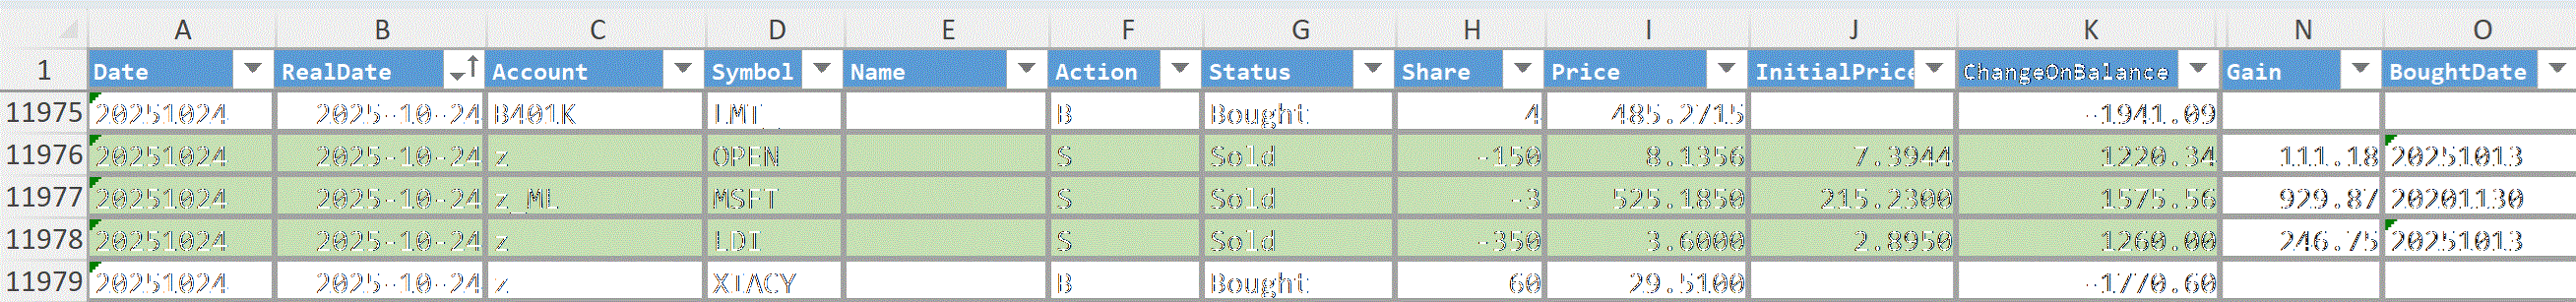 A B C D E F G H I J K N O
1 Date RealDate Account Symbol Name Action Status Share Price InitialPrice ChangeOnBalance Gain BoughtDate
11975 20251024 2025-10-24 B401K LMT B Bought 4 485.2715 -1941.09
11976 20251024 2025-10-24 z OPEN S Sold -150 8.1356 7.3944 1220.34 111.18 20251013
11977 20251024 2025-10-24 z_ML MSFT S Sold -3 525.1850 215.2300 1575.56 929.87 20201130
11978 20251024 2025-10-24 z LDI S Sold -350 3.6000 2.8950 1260.00 246.75 20251013
11979 20251024 2025-10-24 z XTACY B Bought 60 29.5100 -1770.60